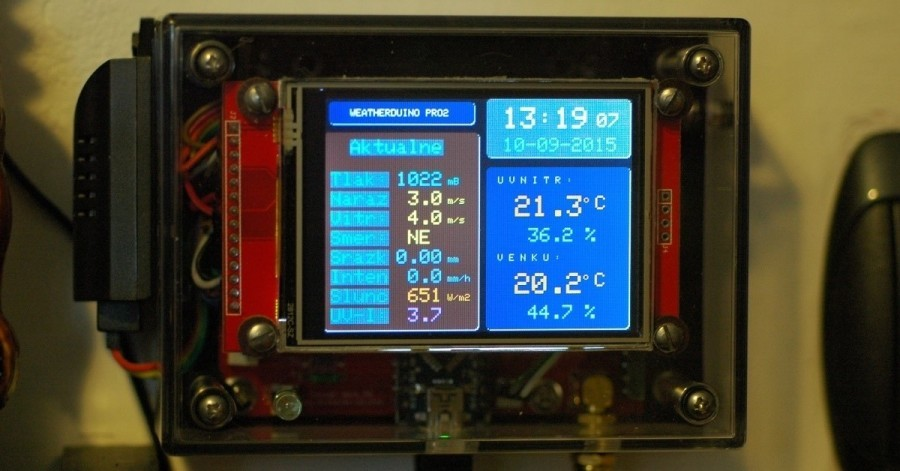 WEATHERDUINO PRO2
Aktualne
Tlak: 1022 mB
Naraz 3.0 m/s
Vitr: 4.0 m/s
Smer: NE
Srazk 0.00 mm
Inten 0.0 mm/h
Slunc 651 W/m2
UV-I: 3.7
13:19 07
10-09-2015
UVNITR:
21.3°C
36.2 %
VENKU:
20.2°C
44.7 %